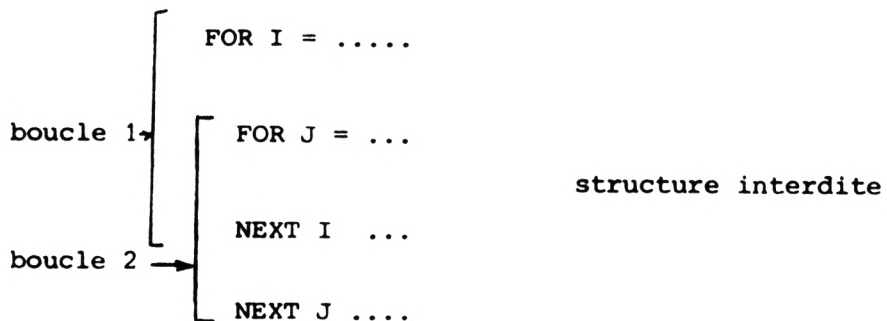 FOR I = .....
boucle 1 FOR J = ...
structure interdite
NEXT I ...
boucle 2
NEXT J ....